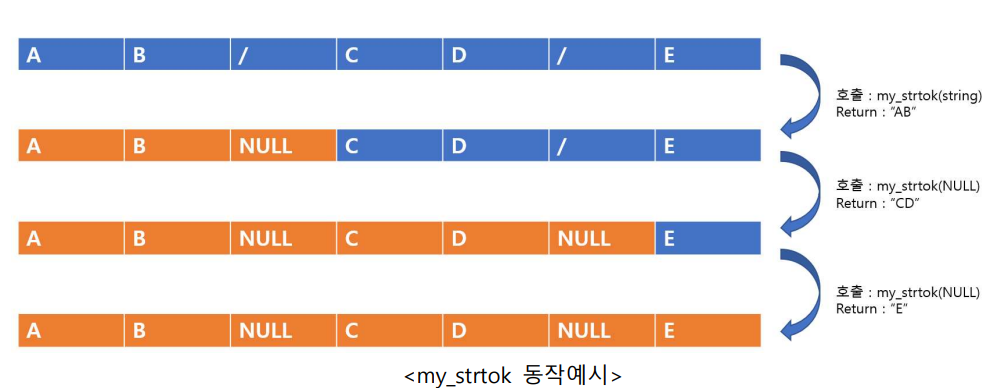 A B / C D / E
호출 : my_strtok(string)
Return : “AB”
A B NULL C D / E
호출 : my_strtok(NULL)
Return : “CD”
A B NULL C D NULL E
호출 : my_strtok(NULL)
Return : “E”
A B NULL C D NULL E
<my_strtok 동작예시>